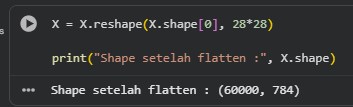 s
X = X.reshape(X.shape[0], 28*28)
print("Shape setelah flatten :", X.shape)
Shape setelah flatten : (60000, 784)